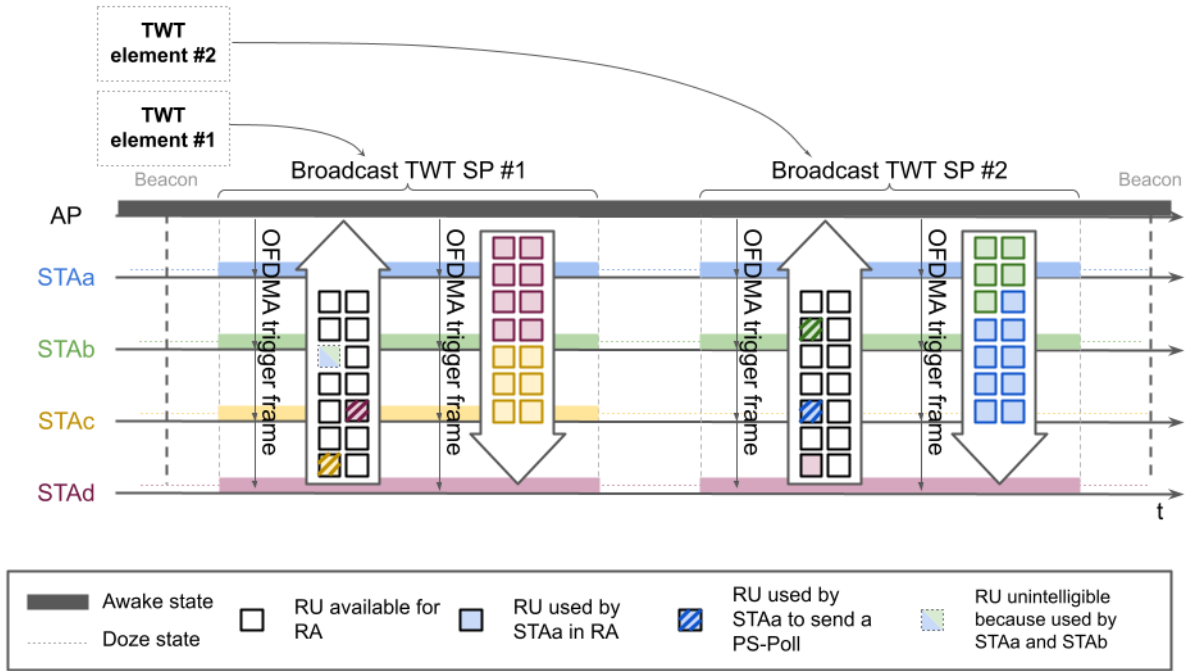 TWT
element #2
TWT
element #1
Beacon
Broadcast TWT SP #1
Broadcast TWT SP #2
Beacon
AP
OFDMA trigger frame
OFDMA trigger frame
OFDMA trigger frame
OFDMA trigger frame
STAa
STAb
STAc
STAd
t
Awake state
Doze state
RU available for
RA
RU used by
STAa in RA
RU used by
STAa to send a
PS-Poll
RU unintelligible
because used by
STAa and STAb